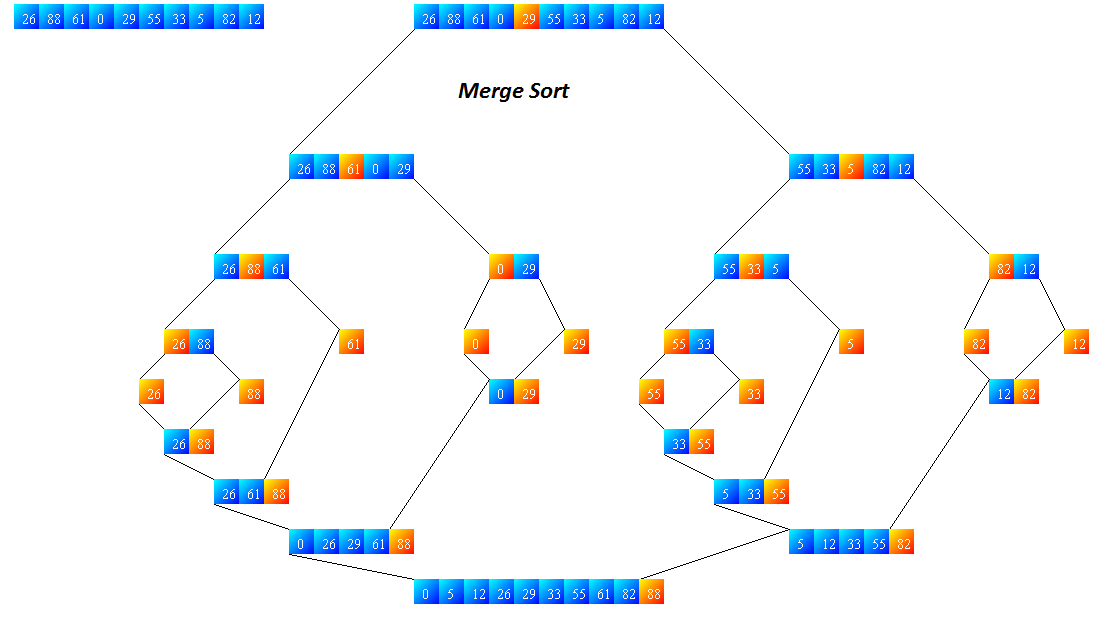 26 88 61 0 29 55 33 5 82 12
26 88 61 0 29 55 33 5 82 12
Merge Sort
26 88 61 0 29
55 33 5 82 12
26 88 61
0 29
55 33 5
82 12
26 88
61
0
29
55 33
5
82
12
26
88
0 29
55
33
12 82
26 88
33 55
26 61 88
5 33 55
0 26 29 61 88
5 12 33 55 82
0 5 12 26 29 33 55 61 82 88